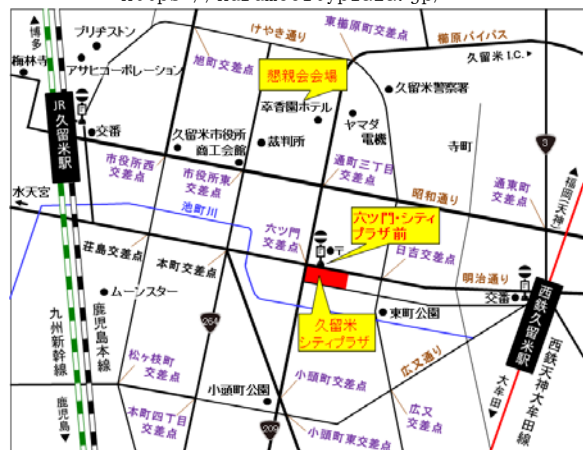 https://kurumecityplaza.jp/
東櫛原町交差点
けやき通り
櫛原バイパス
久留米 I.C.
博多
ブリヂストン
梅林寺
アサヒコーポレーション
旭町交差点
懇親会会場
久留米警察署
萃香園ホテル
ヤマダ
電機
JR
久留米駅
交番
久留米市役所
商工会館
裁判所
寺町
3
市役所西
交差点
市役所東
交差点
通町三丁目
交差点
昭和通り
通東町
交差点
福岡(天神)
水天宮
池町川
六ツ門
交差点
〒
六ツ門・シティ
プラザ前
日吉交差点
荘島交差点
本町交差点
明治通り
交番
西鉄久留米駅
ムーンスター
264
久留米
シティプラザ
東町公園
九州新幹線
鹿児島本線
鹿児島
松ヶ枝町
交差点
小頭町公園
小頭町交差点
広又通り
西鉄天神大牟田線
大牟田
本町四丁目
交差点
209
小頭町東交差点
広又
交差点